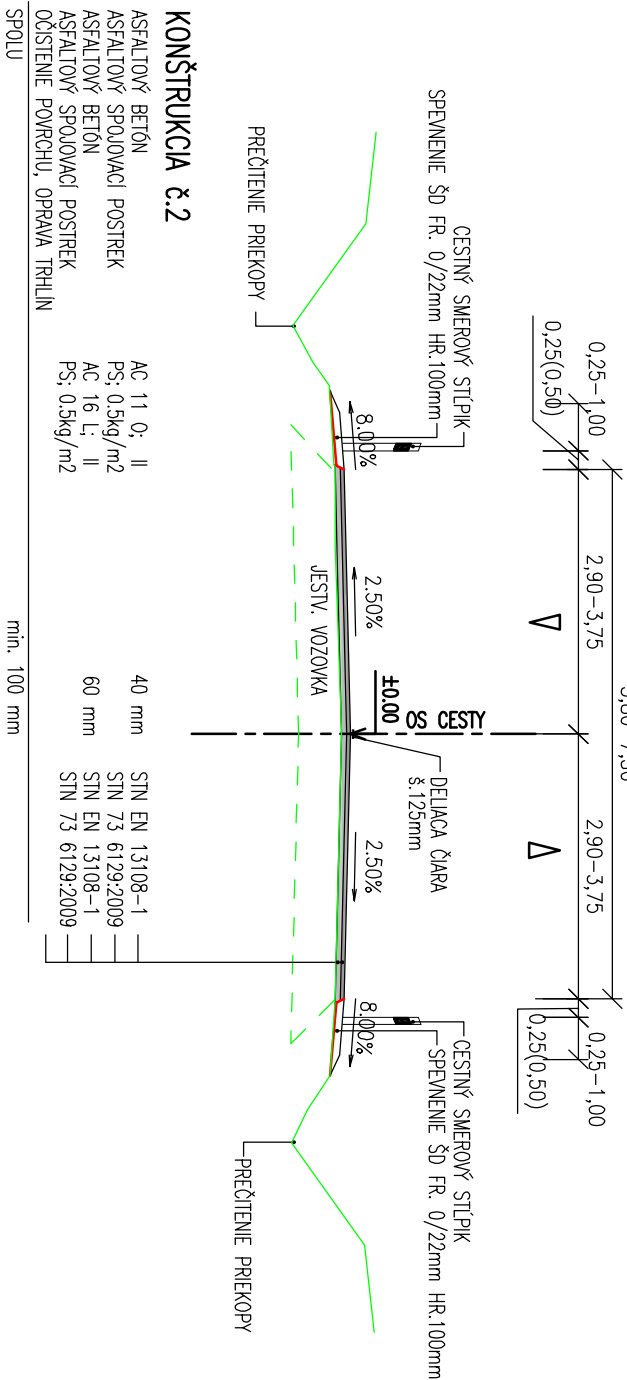 0,25-1,00
0,25(0,50)
2,90-3,75
2,90-3,75
0,25-1,00
0,25(0,50)
CESTNÝ SMEROVÝ STĹPIK
SPEVNENIE ŠD FR. 0/22mm HR.100mm
OS CESTY
±0.00
DELIACA ČIARA
š.125mm
CESTNÝ SMEROVÝ STĹPIK
SPEVNENIE ŠD FR. 0/22mm HR.100mm
8.00%
2.50%
2.50%
8.00%
JESTV. VOZOVKA
PREČITENIE PRIEKOPY
PREČITENIE PRIEKOPY
KONŠTRUKCIA č.2
ASFALTOVÝ BETÓN AC 11 O; II 40 mm STN EN 13108-1
ASFALTOVÝ SPOJOVACÍ POSTREK PS; 0.5kg/m2 STN 73 6129:2009
ASFALTOVÝ BETÓN AC 16 L; II 60 mm STN EN 13108-1
ASFALTOVÝ SPOJOVACÍ POSTREK PS; 0.5kg/m2 STN 73 6129:2009
OČISTENIE POVRCHU, OPRAVA TRHLÍN
SPOLU min. 100 mm